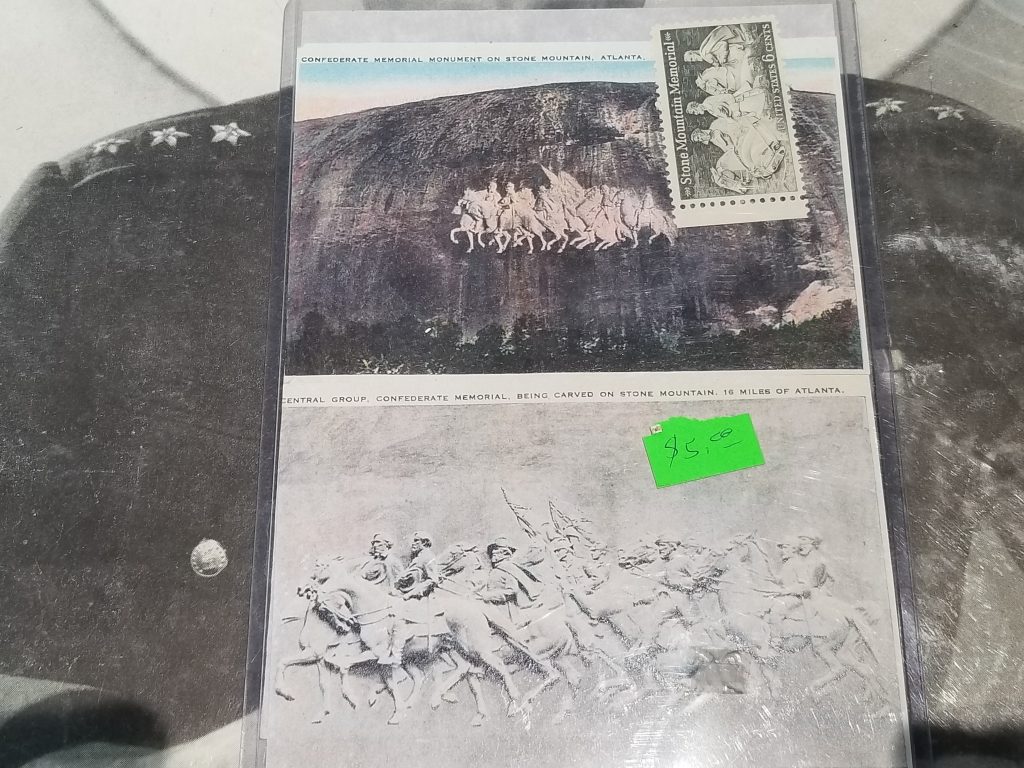 CONFEDERATE MEMORIAL MONUMENT ON STONE MOUNTAIN, ATLANTA.
Stone Mountain Memorial
UNITED STATES 6 CENTS
CENTRAL GROUP, CONFEDERATE MEMORIAL, BEING CARVED ON STONE MOUNTAIN, 16 MILES OF ATLANTA.
$5.00